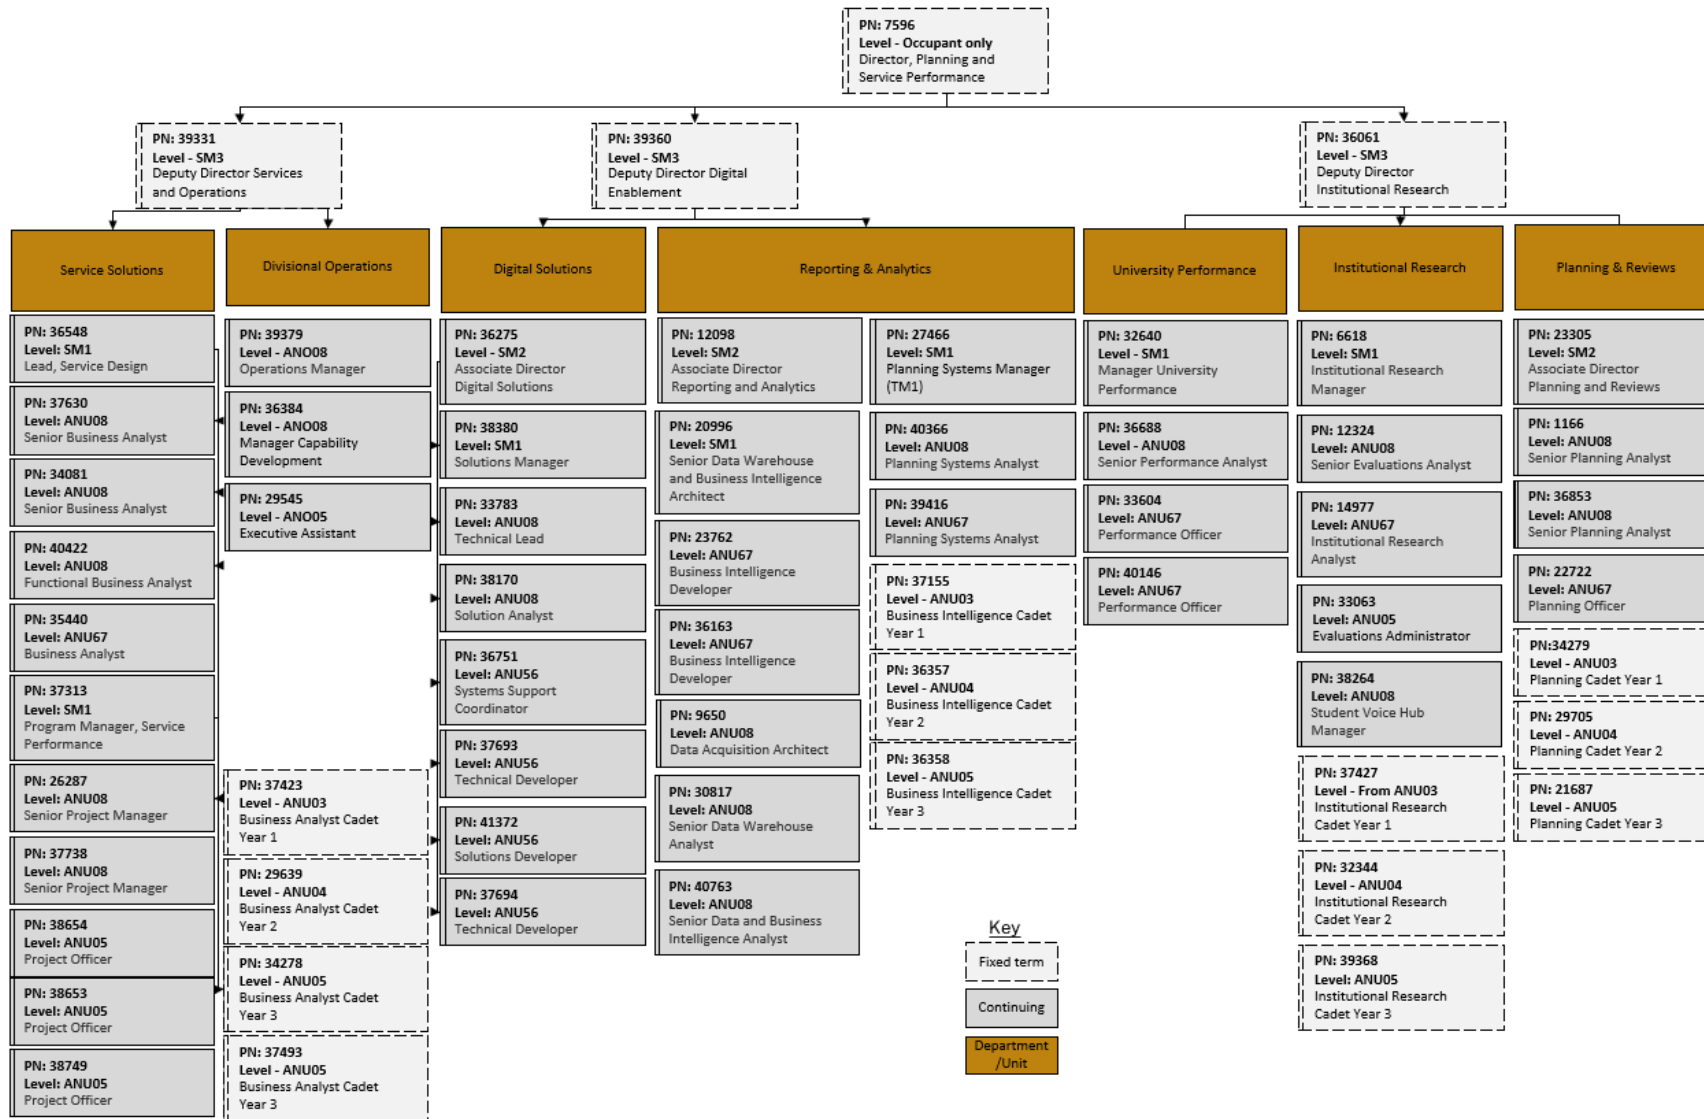 PN: 7596
Level - Occupant only
Director, Planning and
Service Performance
PN: 39331
Level - SM3
Deputy Director Services
and Operations
PN: 39360
Level - SM3
Deputy Director Digital
Enablement
PN: 36061
Level - SM3
Deputy Director
Institutional Research
Service Solutions
PN: 36548
Level: SM1
Lead, Service Design
PN: 37630
Level: ANU08
Senior Business Analyst
PN: 34081
Level: ANU08
Senior Business Analyst
PN: 40422
Level: ANU08
Functional Business Analyst
PN: 35440
Level: ANU67
Business Analyst
PN: 37313
Level: SM1
Program Manager, Service
Performance
PN: 26287
Level: ANU08
Senior Project Manager
PN: 37738
Level: ANU08
Senior Project Manager
PN: 38654
Level: ANU05
Project Officer
PN: 38653
Level: ANU05
Project Officer
PN: 38749
Level: ANU05
Project Officer
Divisional Operations
PN: 39379
Level - ANO08
Operations Manager
PN: 36384
Level - ANO08
Manager Capability
Development
PN: 29545
Level - ANO05
Executive Assistant
PN: 37423
Level - ANU03
Business Analyst Cadet
Year 1
PN: 29639
Level - ANU04
Business Analyst Cadet
Year 2
PN: 34278
Level - ANU05
Business Analyst Cadet
Year 3
PN: 37493
Level - ANU05
Business Analyst Cadet
Year 3
Digital Solutions
PN: 36275
Level - SM2
Associate Director
Digital Solutions
PN: 38380
Level: SM1
Solutions Manager
PN: 33783
Level: ANU08
Technical Lead
PN: 38170
Level: ANU08
Solution Analyst
PN: 36751
Level: ANU56
Systems Support
Coordinator
PN: 37693
Level: ANU56
Technical Developer
PN: 41372
Level: ANU56
Solutions Developer
PN: 37694
Level: ANU56
Technical Developer
Reporting & Analytics
PN: 12098
Level: SM2
Associate Director
Reporting and Analytics
PN: 20996
Level: SM1
Senior Data Warehouse
and Business Intelligence
Architect
PN: 23762
Level: ANU67
Business Intelligence
Developer
PN: 36163
Level: ANU67
Business Intelligence
Developer
PN: 9650
Level: ANU08
Data Acquisition Architect
PN: 30817
Level: ANU08
Senior Data Warehouse
Analyst
PN: 40763
Level: ANU08
Senior Data and Business
Intelligence Analyst
PN: 27466
Level: SM1
Planning Systems Manager
(TM1)
PN: 40366
Level: ANU08
Planning Systems Analyst
PN: 39416
Level: ANU67
Planning Systems Analyst
PN: 37155
Level - ANU03
Business Intelligence Cadet
Year 1
PN: 36357
Level - ANU04
Business Intelligence Cadet
Year 2
PN: 36358
Level - ANU05
Business Intelligence Cadet
Year 3
University Performance
PN: 32640
Level - SM1
Manager University
Performance
PN: 36688
Level - ANU08
Senior Performance Analyst
PN: 33604
Level: ANU67
Performance Officer
PN: 40146
Level: ANU67
Performance Officer
Institutional Research
PN: 6618
Level: SM1
Institutional Research
Manager
PN: 12324
Level: ANU08
Senior Evaluations Analyst
PN: 14977
Level: ANU67
Institutional Research
Analyst
PN: 33063
Level: ANU05
Evaluations Administrator
PN: 38264
Level: ANU08
Student Voice Hub
Manager
PN: 37427
Level - From ANU03
Institutional Research
Cadet Year 1
PN: 32344
Level - ANU04
Institutional Research
Cadet Year 2
PN: 39368
Level: ANU05
Institutional Research
Cadet Year 3
Planning & Reviews
PN: 23305
Level: SM2
Associate Director
Planning and Reviews
PN: 1166
Level: ANU08
Senior Planning Analyst
PN: 36853
Level: ANU08
Senior Planning Analyst
PN: 22722
Level: ANU67
Planning Officer
PN:34279
Level - ANU03
Planning Cadet Year 1
PN: 29705
Level - ANU04
Planning Cadet Year 2
PN: 21687
Level - ANU05
Planning Cadet Year 3
Key
Fixed term
Continuing
Department
/Unit